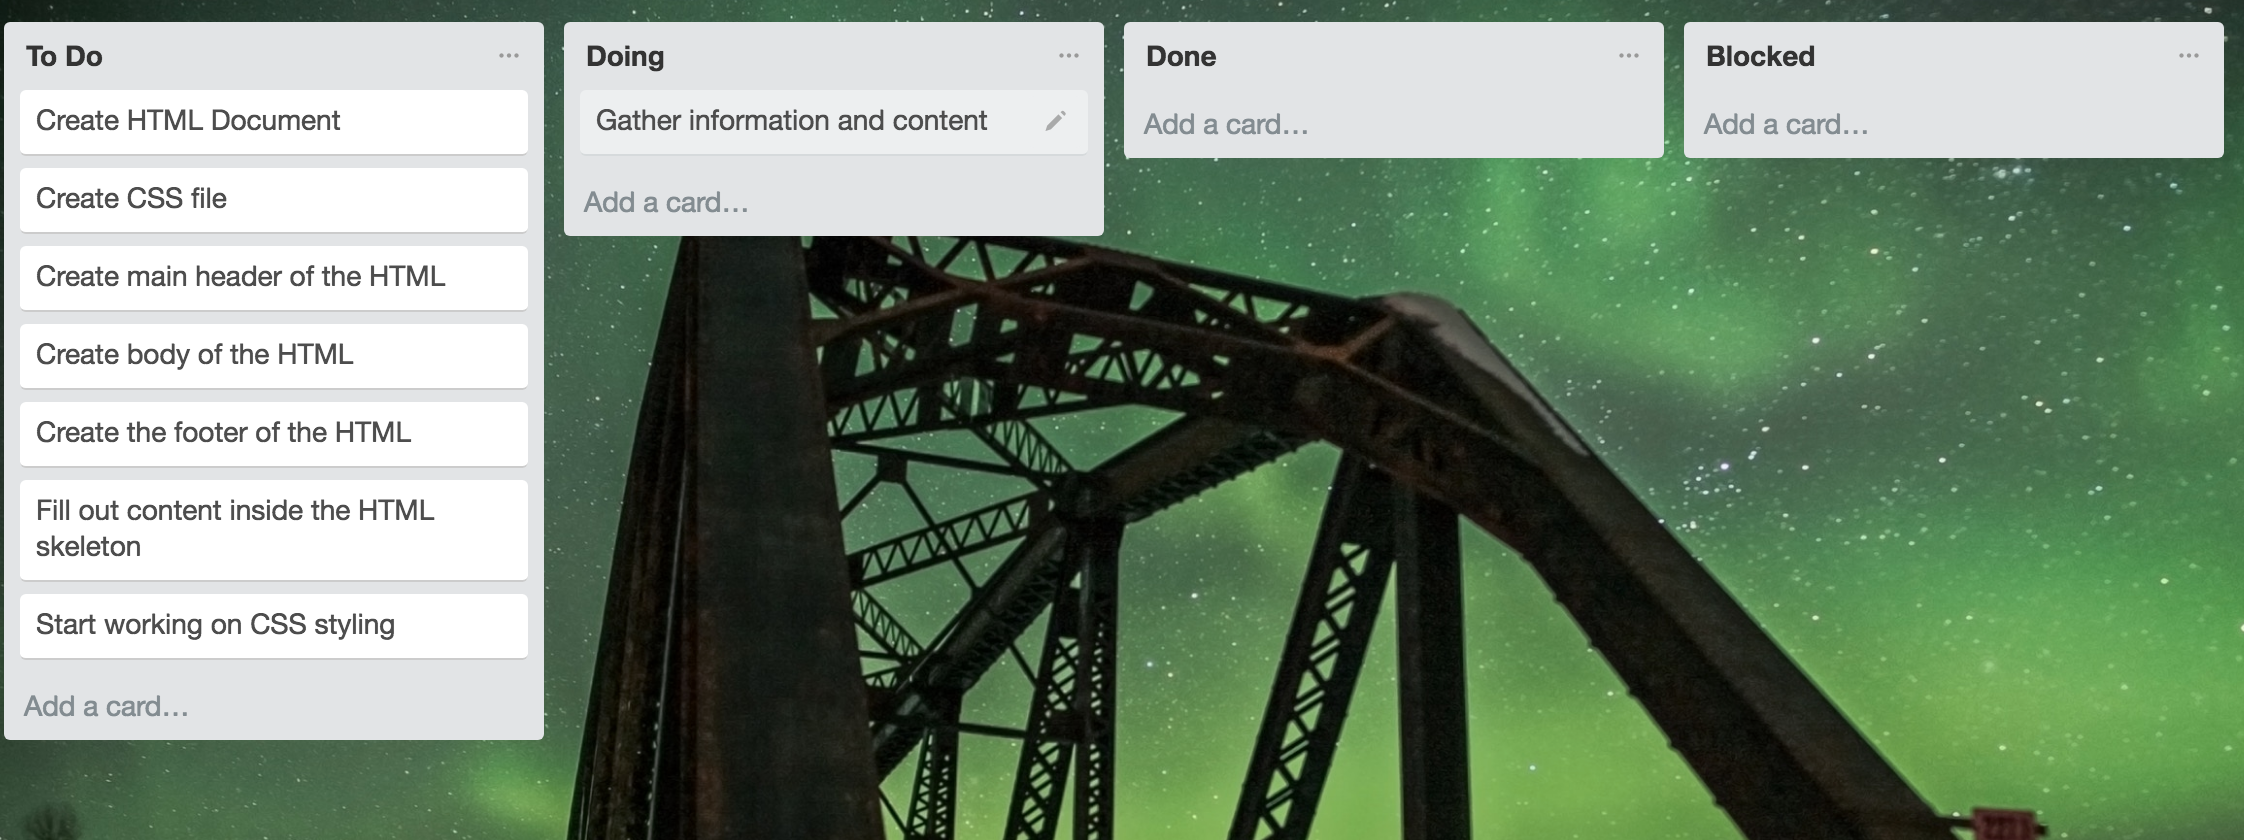 To Do
Create HTML Document
Create CSS file
Create main header of the HTML
Create body of the HTML
Create the footer of the HTML
Fill out content inside the HTML
skeleton
Start working on CSS styling
Add a card…
Doing
Gather information and content
Add a card…
Done
Add a card…
Blocked
Add a card…